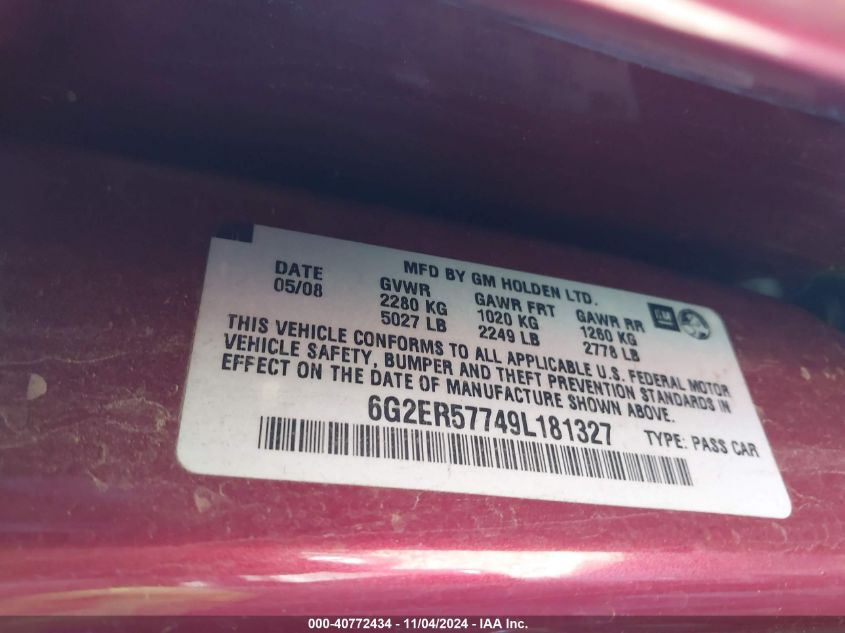 DATE
05/08
MFD BY GM HOLDEN LTD.
GVWR GAWR FRT GAWR RR
2280 KG 1020 KG 1260 KG
5027 LB 2249 LB 2778 LB
GM
THIS VEHICLE CONFORMS TO ALL APPLICABLE U.S. FEDERAL MOTOR
VEHICLE SAFETY, BUMPER AND THEFT PREVENTION STANDARDS IN
EFFECT ON THE DATE OF MANUFACTURE SHOWN ABOVE.
6G2ER57749L181327 TYPE: PASS CAR
000-40772434 - 11/04/2024 - IAA Inc.